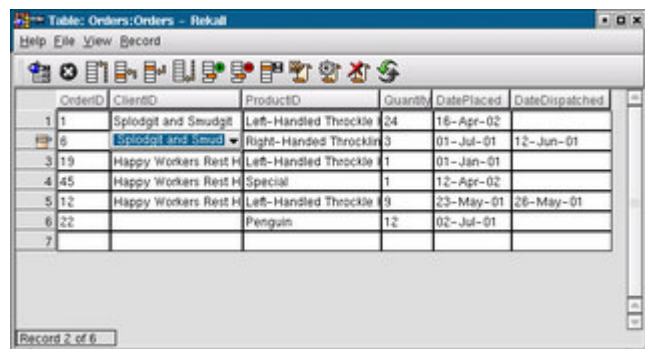 Table: Orders:Orders - Rekall
Help File View Record
OrderID ClientID ProductID Quantity DatePlaced DateDispatched
1 1 Splodgit and Smudgit Left-Handled Throckle 24 16-Apr-02
6 Splodgit and Smud Right-Handed Throcklin 3 01-Jul-01 12-Jun-01
3 19 Happy Workers Rest H Left-Handled Throckle 1 01-Jan-01
4 45 Happy Workers Rest H Special 1 12-Apr-02
5 12 Happy Workers Rest H Left-Handled Throckle 9 23-May-01 26-May-01
6 22 Penguin 12 02-Jul-01
7
Record 2 of 6